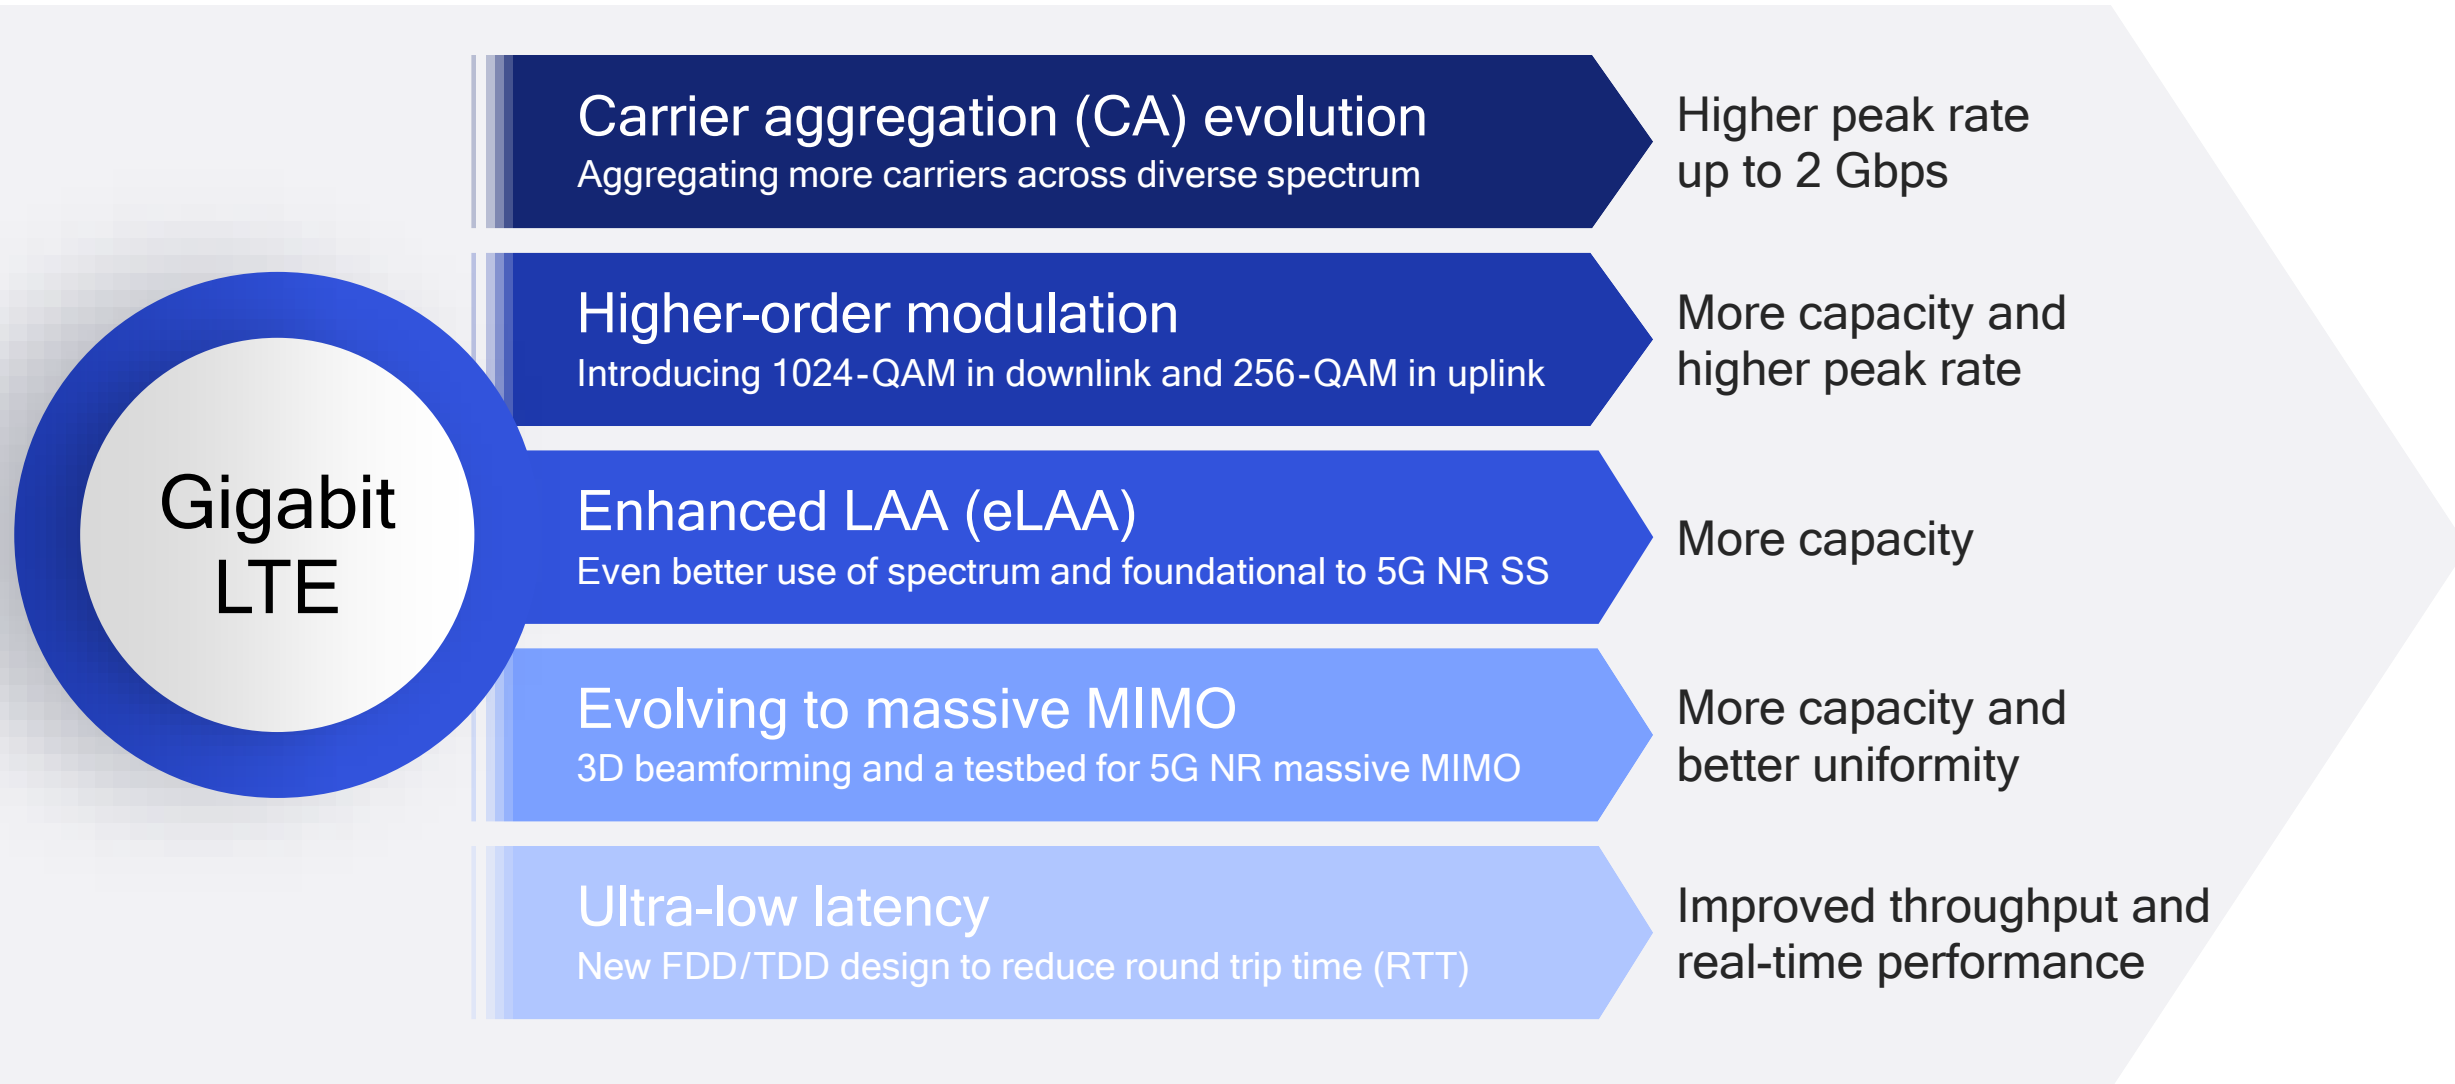 Gigabit
LTE
Carrier aggregation (CA) evolution
Aggregating more carriers across diverse spectrum
Higher peak rate
up to 2 Gbps
Higher-order modulation
Introducing 1024-QAM in downlink and 256-QAM in uplink
More capacity and
higher peak rate
Enhanced LAA (eLAA)
Even better use of spectrum and foundational to 5G NR SS
More capacity
Evolving to massive MIMO
3D beamforming and a testbed for 5G NR massive MIMO
More capacity and
better uniformity
Ultra-low latency
New FDD/TDD design to reduce round trip time (RTT)
Improved throughput and
real-time performance